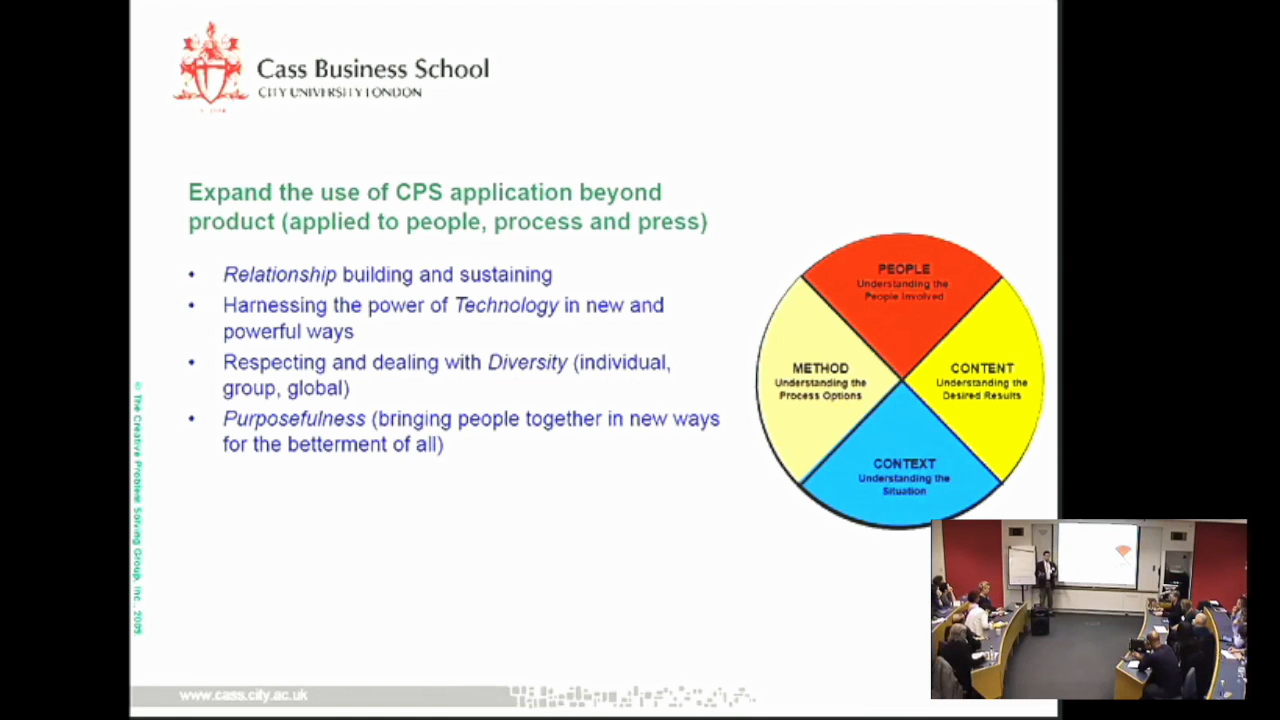 Cass Business School
CITY UNIVERSITY LONDON
Expand the use of CPS application beyond
product (applied to people, process and press)
• Relationship building and sustaining
• Harnessing the power of Technology in new and
powerful ways
• Respecting and dealing with Diversity (individual,
group, global)
• Purposefulness (bringing people together in new ways
for the betterment of all)
PEOPLE
Understanding the
People Involved
METHOD
Understanding the
Process Options
CONTENT
Understanding the
Desired Results
CONTEXT
Understanding the
Situation
© The Creative Problem Solving Group, Inc., 2009
www.cass.city.ac.uk